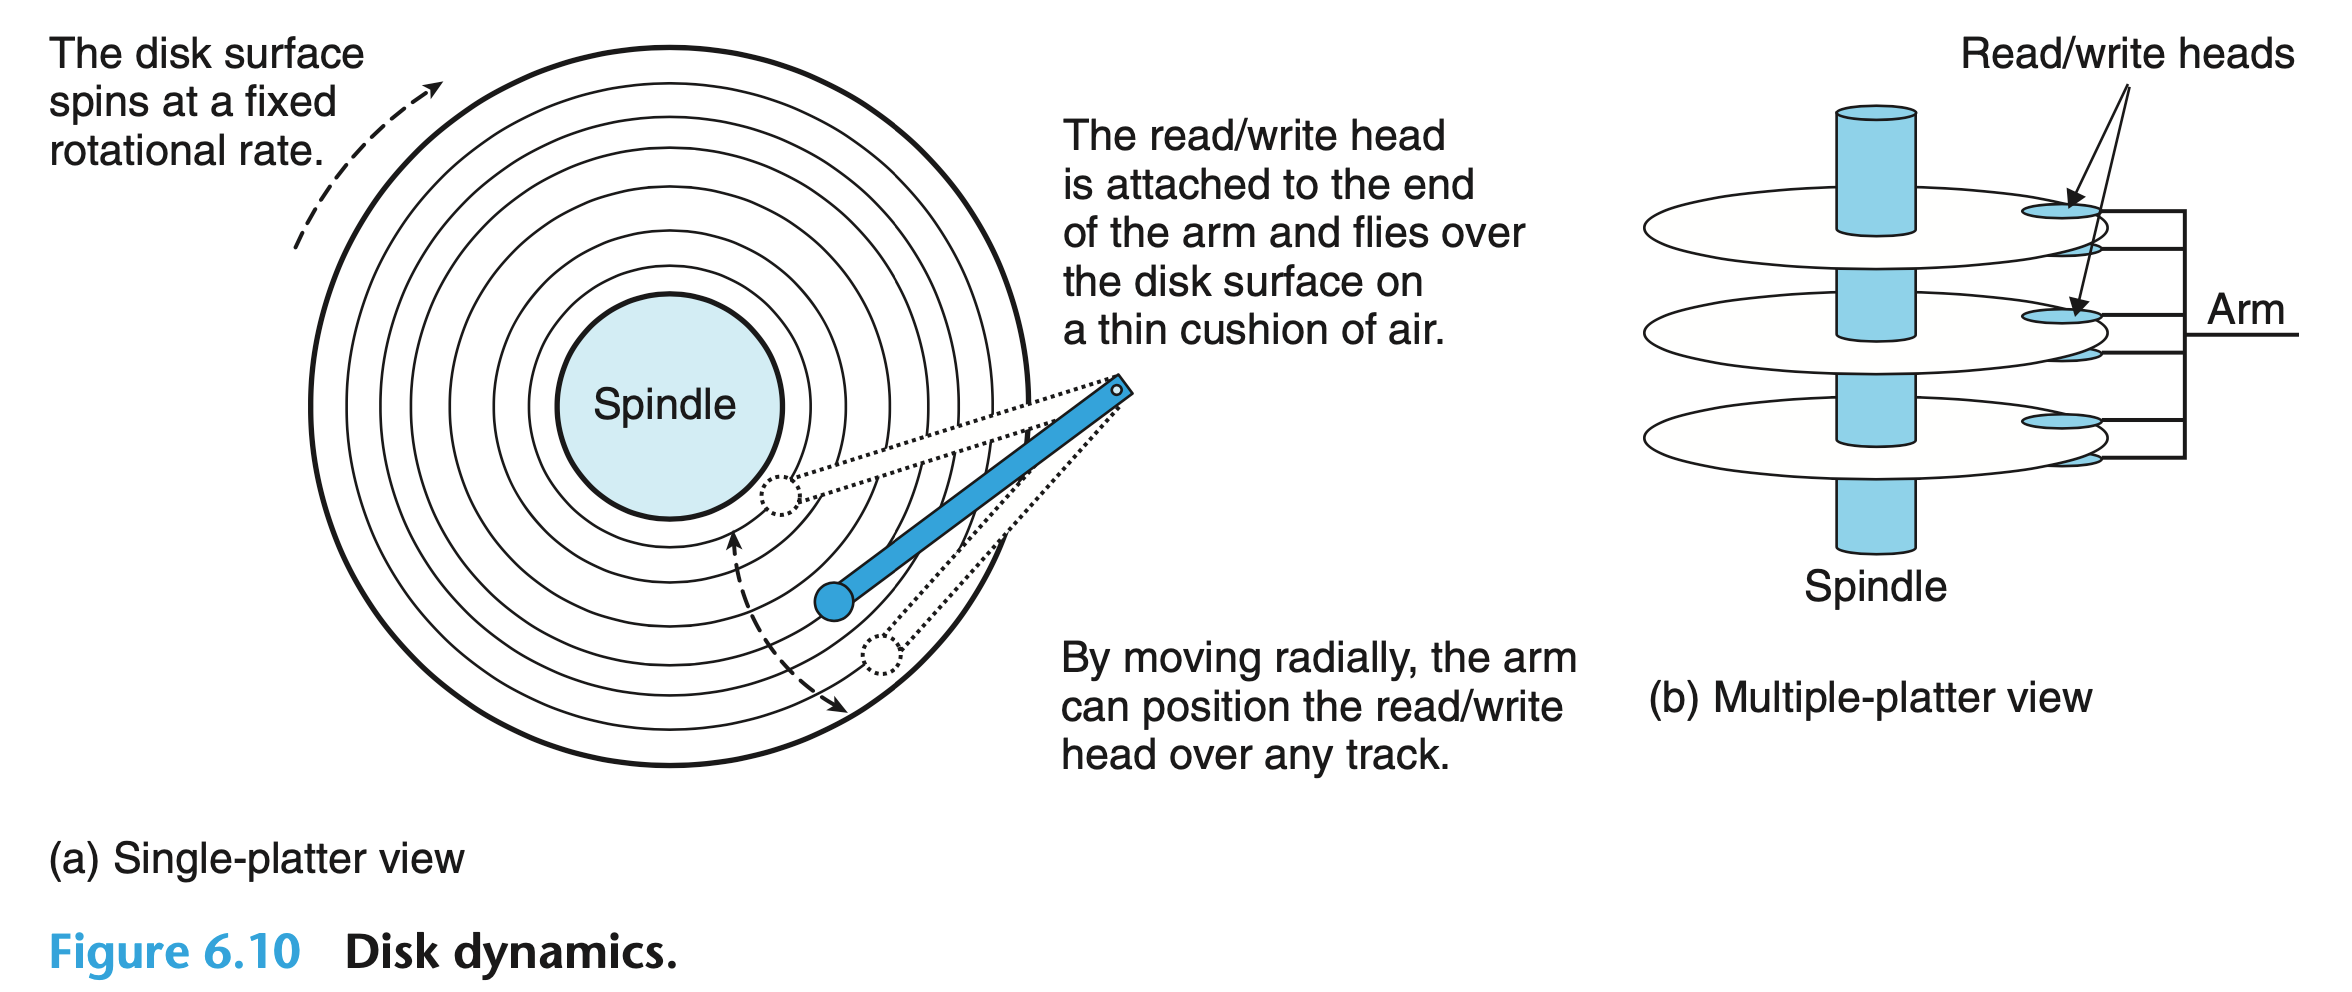 The disk surface
spins at a fixed
rotational rate.
Spindle
The read/write head
is attached to the end
of the arm and flies over
the disk surface on
a thin cushion of air.
By moving radially, the arm
can position the read/write
head over any track.
(a) Single-platter view
Read/write heads
Arm
Spindle
(b) Multiple-platter view
Figure 6.10 Disk dynamics.